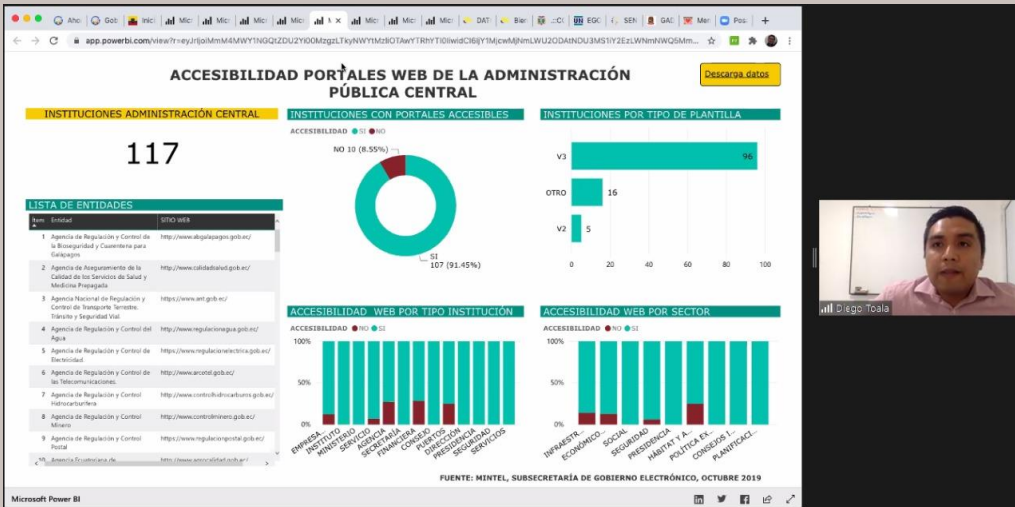 Gob
Inici
app.powerbi.com/view?r=
ACCESIBILIDAD PORTALES WEB DE LA ADMINISTRACIÓN
PÚBLICA CENTRAL
Descarga datos
INSTITUCIONES ADMINISTRACIÓN CENTRAL
117
INSTITUCIONES CON PORTALES ACCESIBLES
ACCESIBILIDAD SI NO
NO 10 (8.55%)
SI
107 (91.45%)
INSTITUCIONES POR TIPO DE PLANTILLA
V3
96
OTRO
16
V2
5
0 20 40 60 80 100
LISTA DE ENTIDADES
Item Entidad SITIO WEB
1 Agencia de Regulación y Control de http://www.abgalapagos.gob.ec/
la Bioseguridad y Cuarentena para
Galápagos
2 Agencia de Aseguramiento de la http://www.calidadsalud.gob.ec/
Calidad de los Servicios de Salud y
Medicina Prepagada
3 Agencia Nacional de Regulación y http://www.ant.gob.ec/
Control de Transporte Terrestre,
Tránsito y Seguridad Vial
4 Agencia de Regulación y Control del http://www.regulacionagua.gob.ec/
Agua
5 Agencia de Regulación y Control de https://www.regulacionelectrica.gob.ec/
Electricidad
6 Agencia de Regulación y Control de http://www.arcotel.gob.ec/
las Telecomunicaciones.
7 Agencia de Regulación y Control http://www.controlhidrocarburos.gob.ec/
Hidrocarburífera
8 Agencia de Regulación y Control http://www.controlminero.gob.ec/
Minero
9 Agencia de Regulación y Control http://www.regulacionpostal.gob.ec/
Postal
10 Agencia Ecuatoriana de
ACCESIBILIDAD WEB POR TIPO INSTITUCIÓN
ACCESIBILIDAD NO SI
100%
50%
0%
EMPRESA...
INSTITUTO
MINISTERIO
SERVICIO
AGENCIA
SECRETARÍA
FINANCIERA
CONSEJO
PUERTOS
DIRECCIÓN
PRESIDENCIA
SEGURIDAD
SERVICIOS
ACCESIBILIDAD WEB POR SECTOR
ACCESIBILIDAD NO SI
100%
50%
0%
INFRAESTR...
ECONÓMICO...
SOCIAL
SEGURIDAD
PRESIDENCIA
HÁBITAT Y A...
POLÍTICA EX...
CONSEJOS I...
PLANIFICACI...
FUENTE: MINTEL, SUBSECRETARÍA DE GOBIERNO ELECTRÓNICO, OCTUBRE 2019
Microsoft Power BI
Diego Toala